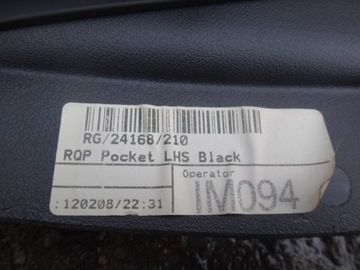 RG/24168/210
RQP Pocket LHS Black
Operator
IM094
:120208/22:31